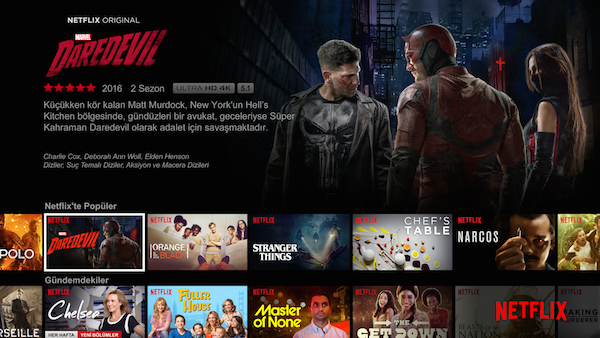 NETFLIX ORIGINAL
MARVEL
DAREDEVIL
2016 2 Sezon ULTRA HD 4K 5.1
Küçükken kör kalan Matt Murdock, New York'un Hell's
Kitchen bölgesinde, gündüzleri bir avukat, geceleriyse Süper
Kahraman Daredevil olarak adalet için savaşmaktadır.
Charlie Cox, Deborah Ann Woll, Elden Henson
Diziler, Suç Temalı Diziler, Aksiyon ve Macera Dizileri
Netflix'te Popüler
POLO
NETFLIX
DAREDEVIL
NETFLIX
ORANGE
BLACK
NETFLIX
STRANGER
THINGS
NETFLIX
CHEF'S
TABLE
NETFLIX
NARCOS
NETFLIX
Gündemdekiler
RSEILLE
NETFLIX
Chelsea
HER HAFTA YENİ BÖLÜMLER
NETFLIX
FULLER
HOUSE
NETFLIX
Master
of None
NETFLIX
THE
GET DOWN
NETFLIX
BEASTS
NETFLIX
MAKING
MURDERER